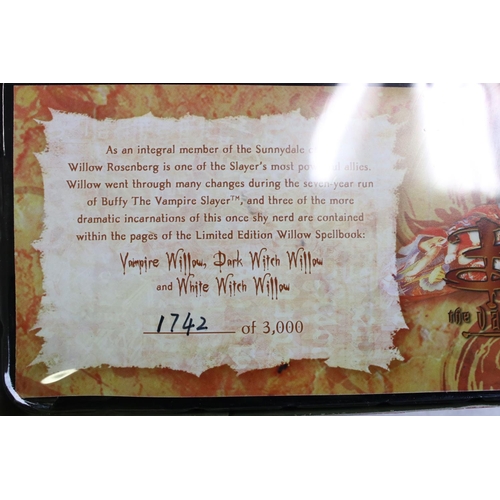 As an integral member of the Sunnydale
Willow Rosenberg is one of the Slayer's most allies.
Willow went through many changes during the seven-year run
of Buffy The Vampire Slayer™, and three of the more
dramatic incarnations of this once shy nerd are contained
within the pages of the Limited Edition Willow Spellbook:
Vampire Willow, Dark Witch Willow
and White Witch Willow
1742 of 3,000
the